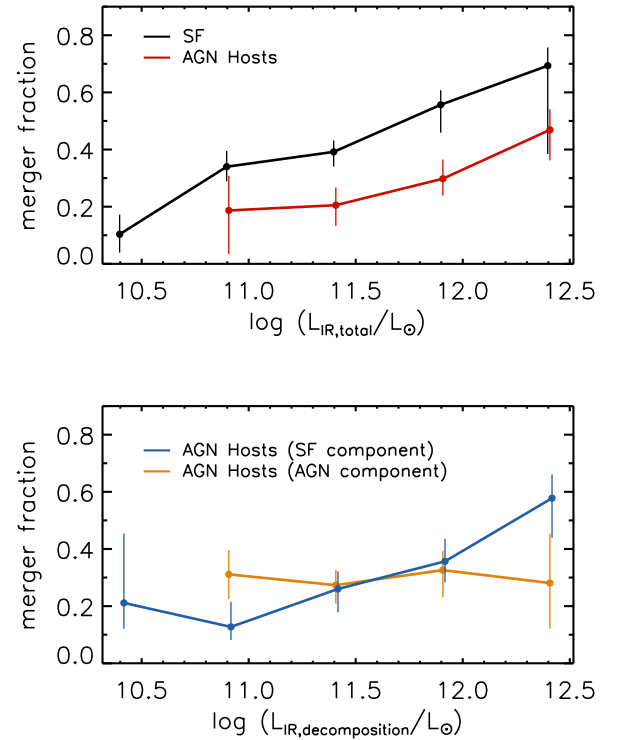 0.8
SF
AGN Hosts
0.6
0.4
0.2
0.0
merger fraction
10.5 11.0 11.5 12.0 12.5
log (L_IR,total/L⊙)
0.8
AGN Hosts (SF component)
AGN Hosts (AGN component)
0.6
0.4
0.2
0.0
merger fraction
10.5 11.0 11.5 12.0 12.5
log (L_IR,decomposition/L⊙)